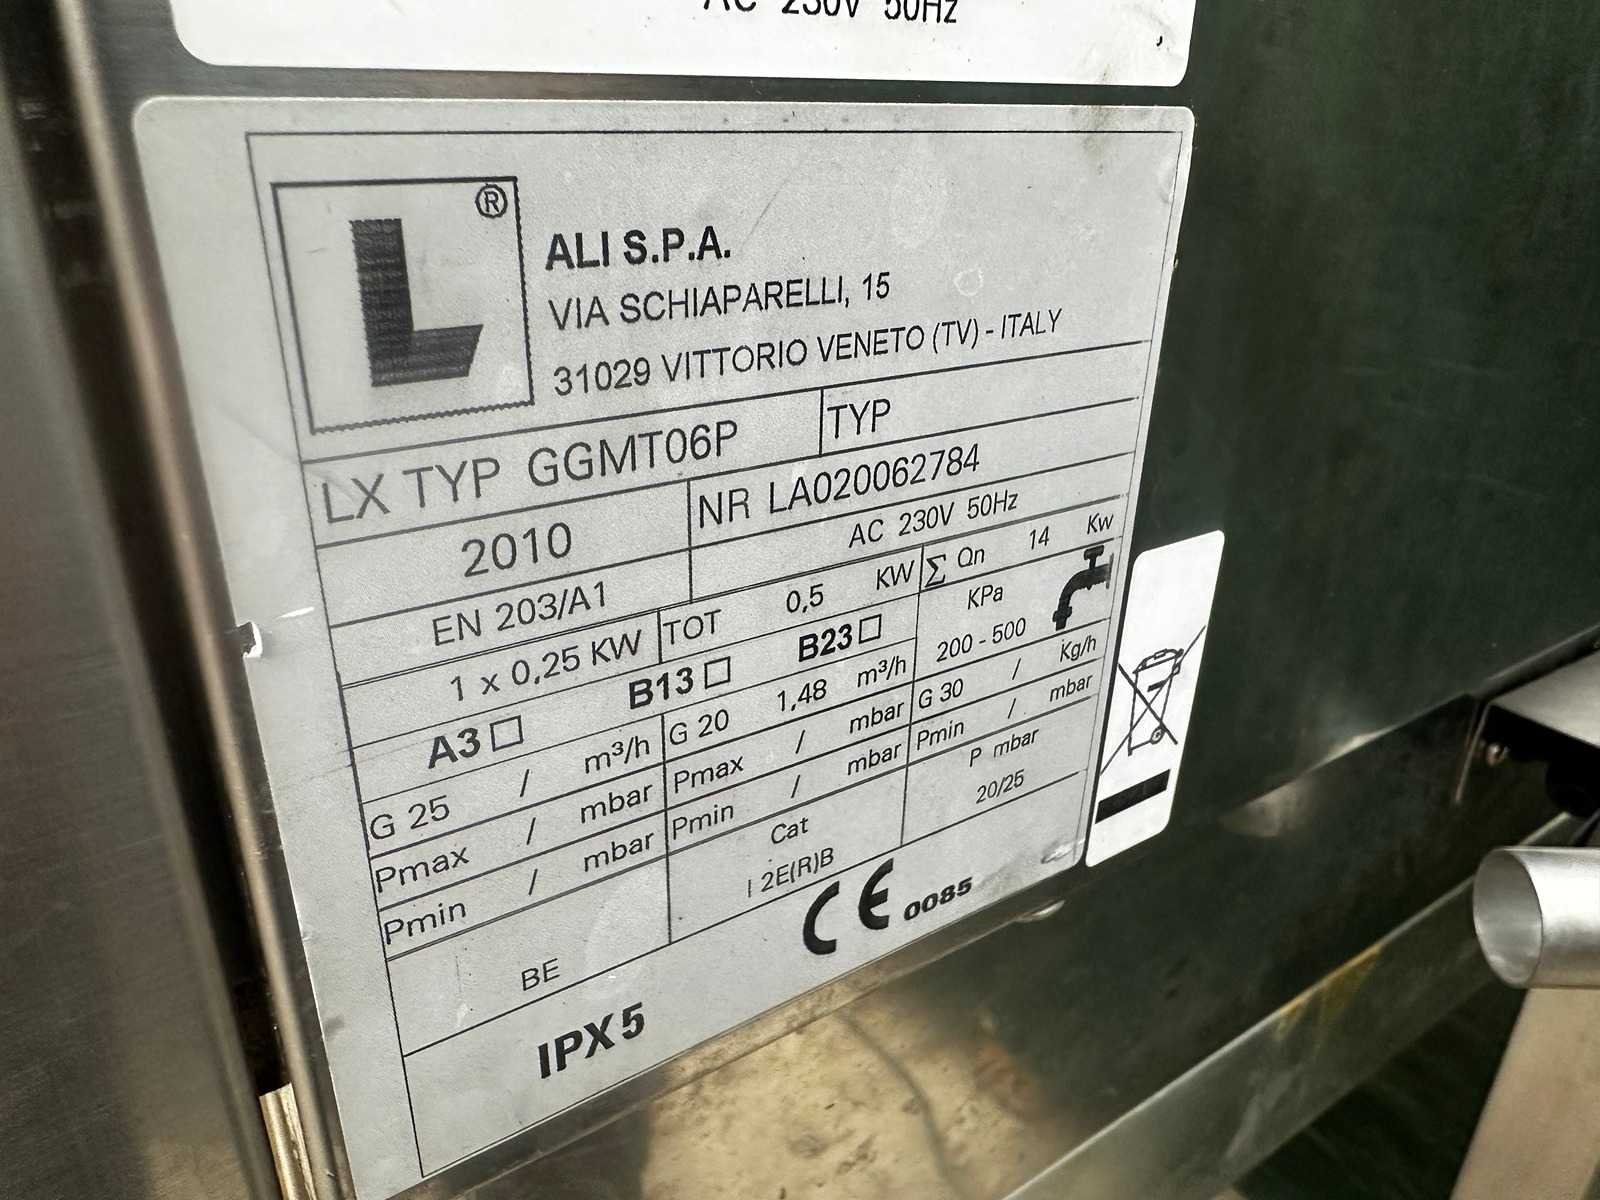 AC 230V 50Hz
L ®
ALI S.P.A.
VIA SCHIAPARELLI, 15
31029 VITTORIO VENETO (TV) - ITALY
LX TYP GGMT06P TYP
2010 NR LA020062784
EN 203/A1 AC 230V 50Hz
1 x 0,25 KW TOT 0,5 KW Σ Qn 14 Kw
A3 □ B13 □ B23 □ KPa 200 - 500
G 25 / m³/h G 20 1,48 m³/h G 30 / Kg/h
Pmax / mbar Pmax / mbar Pmin / mbar
Pmin / mbar Pmin / mbar P mbar
BE Cat 20/25
I 2E(R)B
IPX5 CE 0085